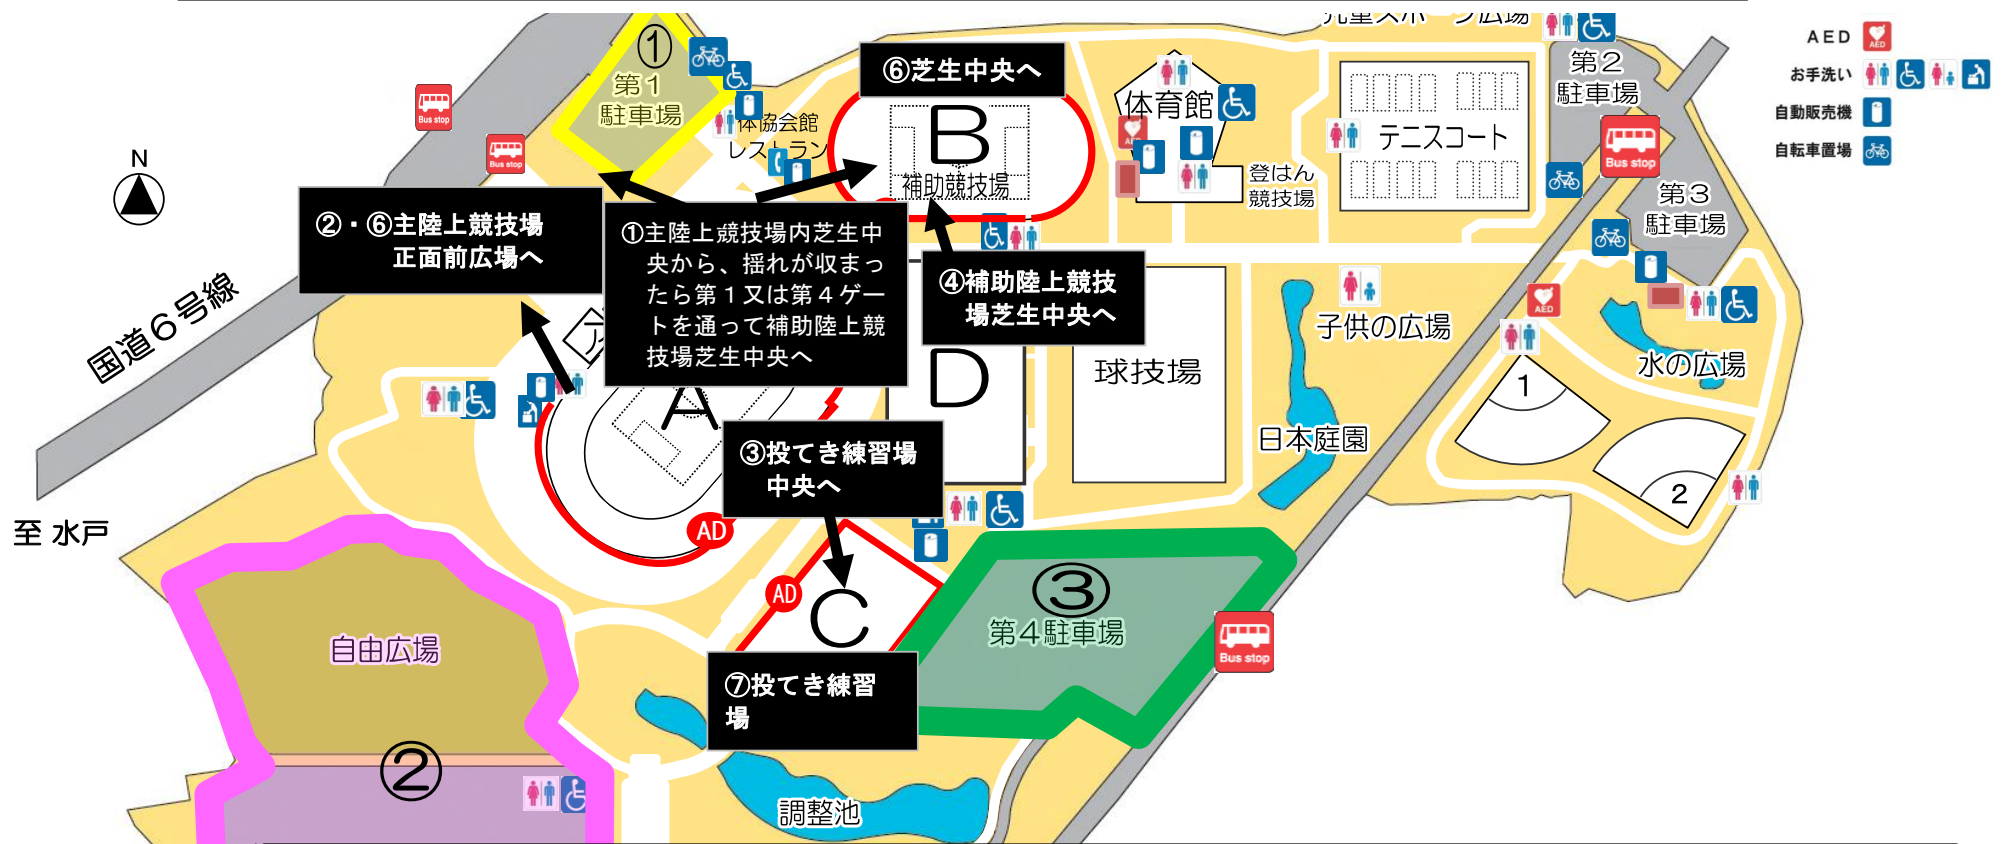 児童スポーツ広場
AED
AED
お手洗い
自動販売機
自転車置場
①
第1
駐車場
Bus stop
Bus stop
体協会館
レストラン
⑥芝生中央へ
B
補助競技場
体育館
AED
登はん
競技場
テニスコート
第2
駐車場
Bus stop
第3
駐車場
N
②・⑥主陸上競技場
正面前広場へ
①主陸上競技場内芝生中
央から、揺れが収まっ
たら第1又は第4ゲー
トを通って補助陸上競
技場芝生中央へ
④補助陸上競技
場芝生中央へ
国道6号線
至 水戸
A
D
球技場
子供の広場
AED
水の広場
日本庭園
1
2
③投てき練習場
中央へ
AD
AD
C
③
第4駐車場
Bus stop
自由広場
⑦投てき練習
場
②
調整池